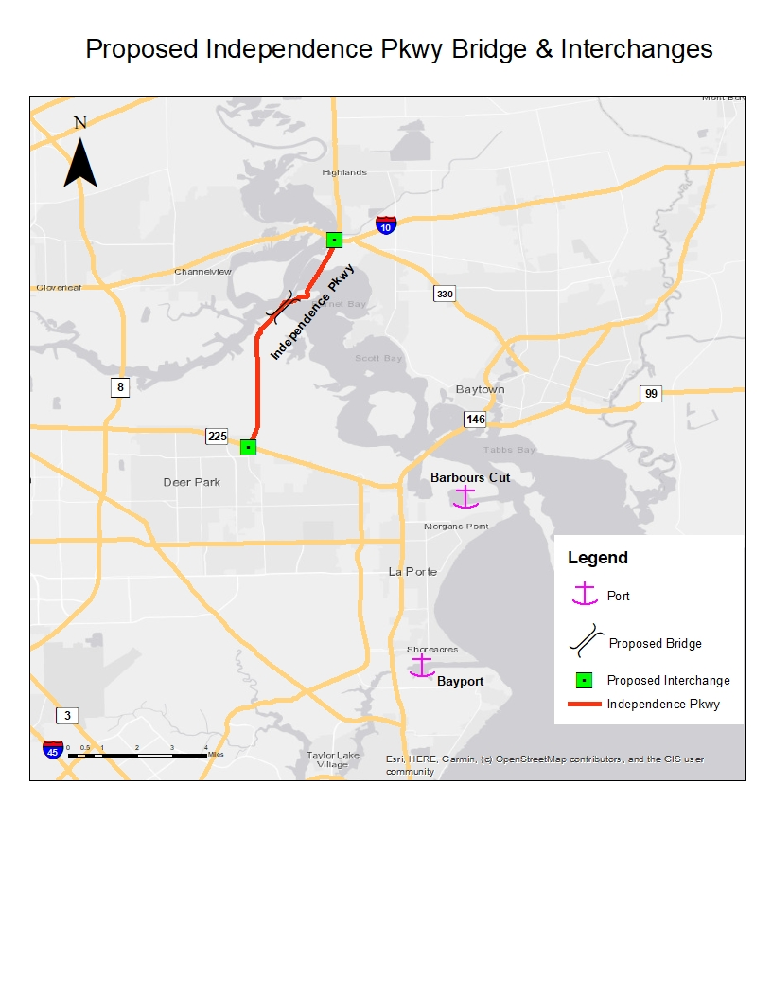 Proposed Independence Pkwy Bridge & Interchanges
N
Highlands
10
Channelview
Cloverleaf
330
Independence Pkwy
Scott Bay
8
Baytown
99
146
225
Tabbs Bay
Deer Park
Barbours Cut
Morgans Point
La Porte
Legend
Port
Proposed Bridge
Proposed Interchange
Independence Pkwy
Shoreacres
Bayport
3
45
0 0.5 1 2 3 4
Miles
Taylor Lake
Village
Esri, HERE, Garmin, (c) OpenStreetMap contributors, and the GIS user
community